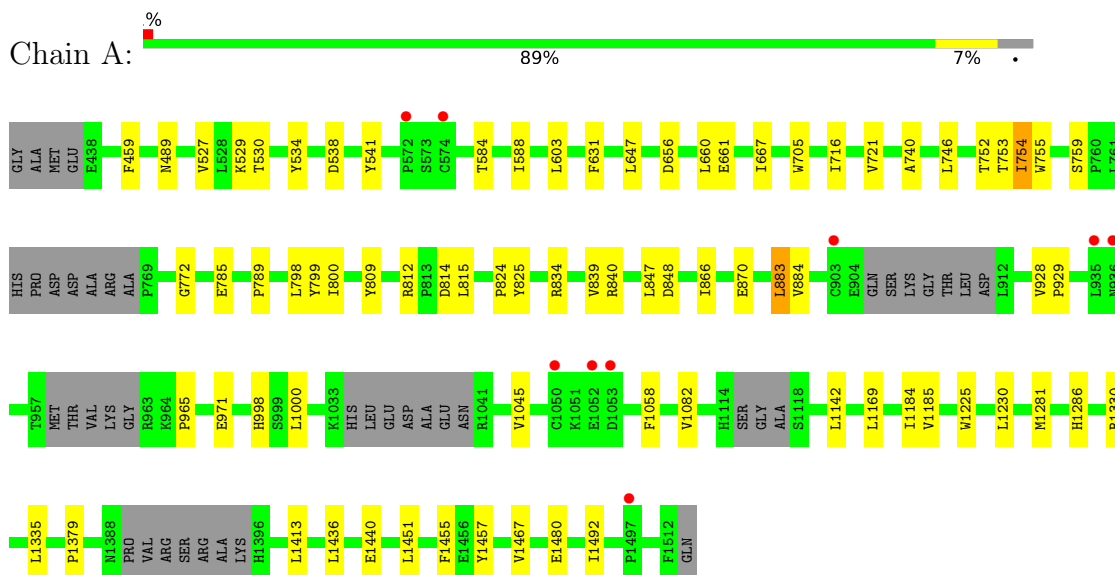 .%
Chain A:
89% 7% •
GLY ALA MET GLU E438 F459 N489 V527 L528 K529 T530 Y534 D538 Y541 P572 S573 C574 T584 I588 L603 F631 L647 D656 L660 E661 I667 W705 I716 V721 A740 L746 T752 T753 I754 W755 S759 P760 L761
HIS PRO ASP ASP ALA ARG ALA P769 G772 E785 P789 L798 Y799 I800 Y809 R812 P813 D814 L815 P824 Y825 R834 V839 R840 L847 D848 I866 E870 L883 V884 C903 E904 GLN SER LYS GLY THR LEU ASP L912 V928 P929 L935 N936
T957 MET THR VAL LYS GLY R963 K964 P965 E971 H998 S999 L1000 K1033 HIS LEU GLU ASP ALA GLU ASN R1041 V1045 C1050 K1051 E1052 D1053 F1058 V1082 H1114 SER GLY ALA S1118 L1142 L1169 I1184 V1185 W1225 L1230 M1281 H1286
L1335 P1379 N1388 PRO VAL ARG SER ARG ALA LYS H1396 L1413 L1436 E1440 L1451 F1455 E1456 Y1457 V1467 E1480 I1492 P1497 F1512 GLN